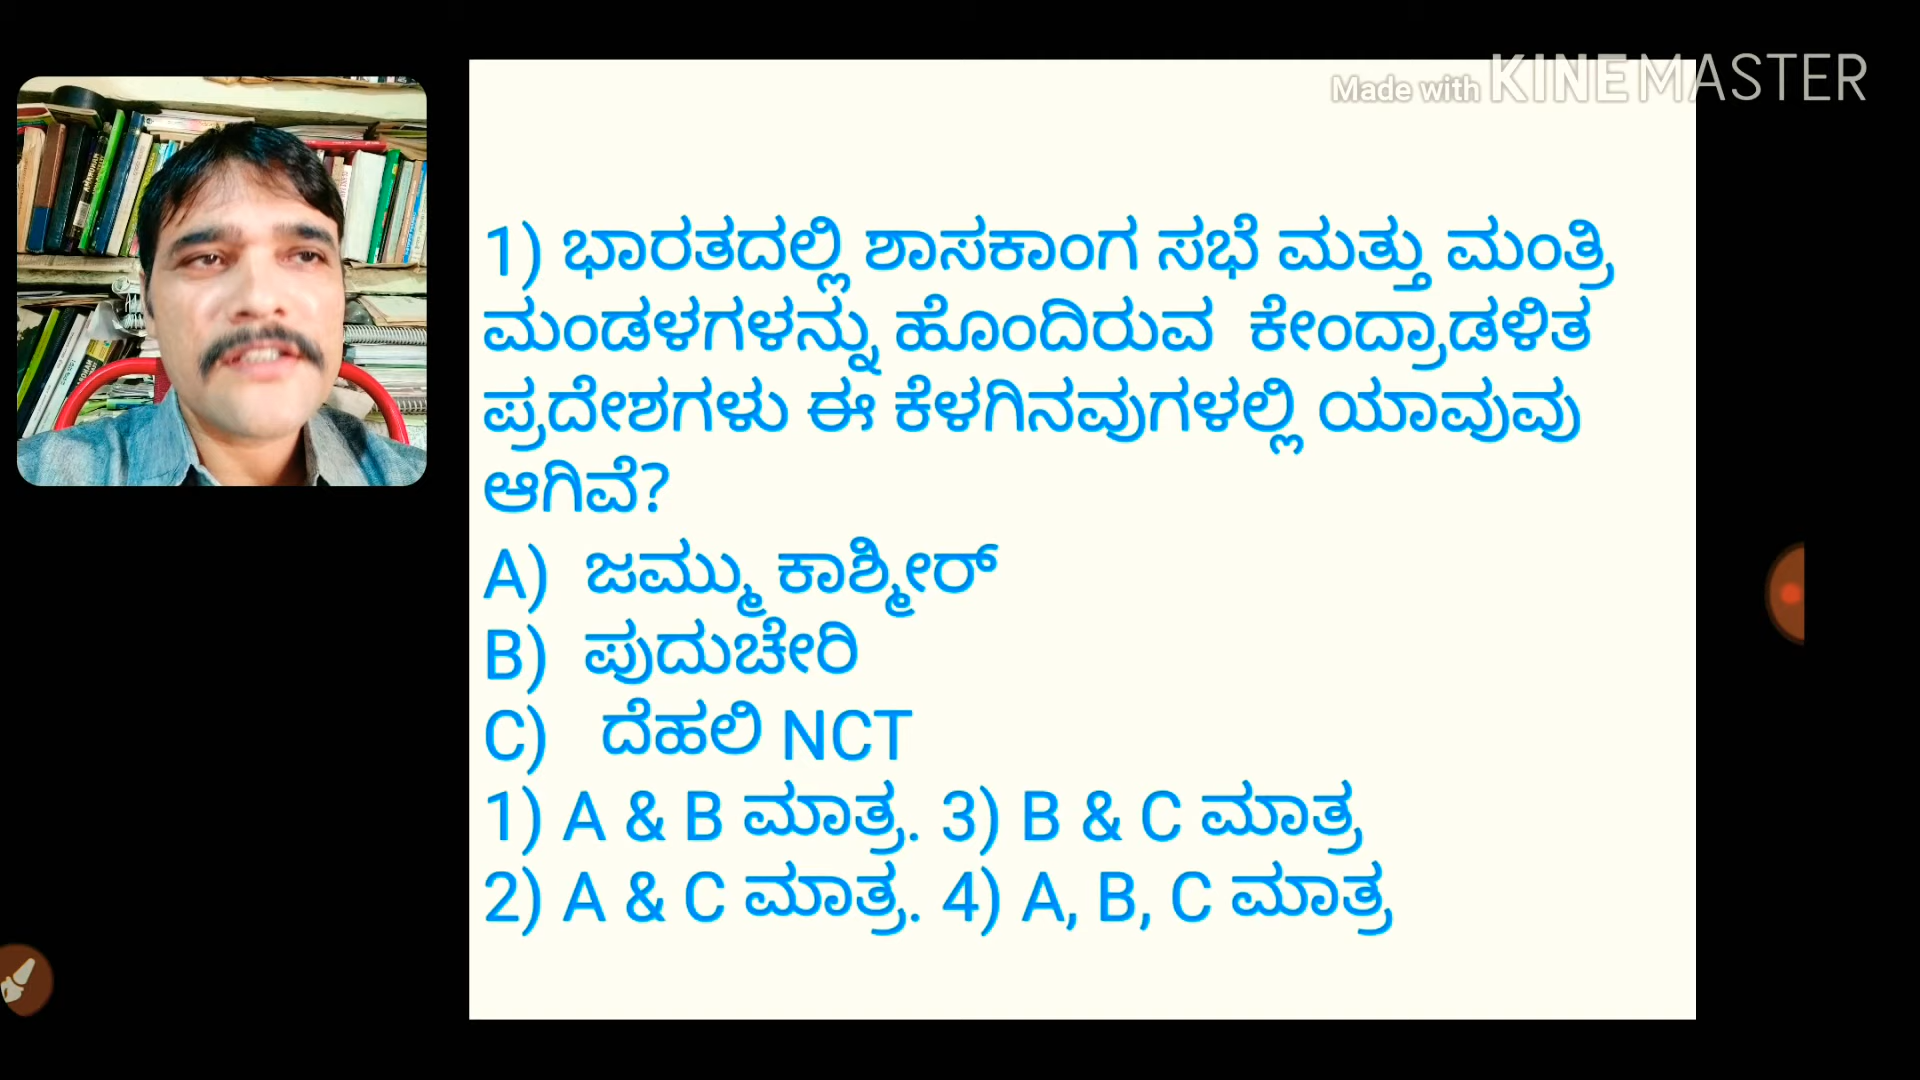 Made with KINEMASTER
1) ಭಾರತದಲ್ಲಿ ಶಾಸಕಾಂಗ ಸಭೆ ಮತ್ತು ಮಂತ್ರಿ
ಮಂಡಳಗಳನ್ನು ಹೊಂದಿರುವ ಕೇಂದ್ರಾಡಳಿತ
ಪ್ರದೇಶಗಳು ಈ ಕೆಳಗಿನವುಗಳಲ್ಲಿ ಯಾವುವು
ಆಗಿವೆ?
A) ಜಮ್ಮು ಕಾಶ್ಮೀರ್
B) ಪುದುಚೇರಿ
C) ದೆಹಲಿ NCT
1) A & B ಮಾತ್ರ. 3) B & C ಮಾತ್ರ
2) A & C ಮಾತ್ರ. 4) A, B, C ಮಾತ್ರ